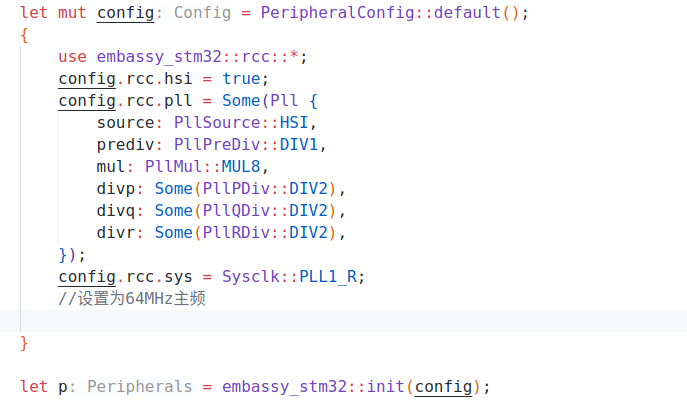 let mut config: Config = PeripheralConfig::default();
{
    use embassy_stm32::rcc::*;
    config.rcc.hsi = true;
    config.rcc.pll = Some(Pll {
        source: PllSource::HSI,
        prediv: PllPreDiv::DIV1,
        mul: PllMul::MUL8,
        divp: Some(PllPDiv::DIV2),
        divq: Some(PllQDiv::DIV2),
        divr: Some(PllRDiv::DIV2),
    });
    config.rcc.sys = Sysclk::PLL1_R;
    //设置为64MHz主频
}
let p: Peripherals = embassy_stm32::init(config);